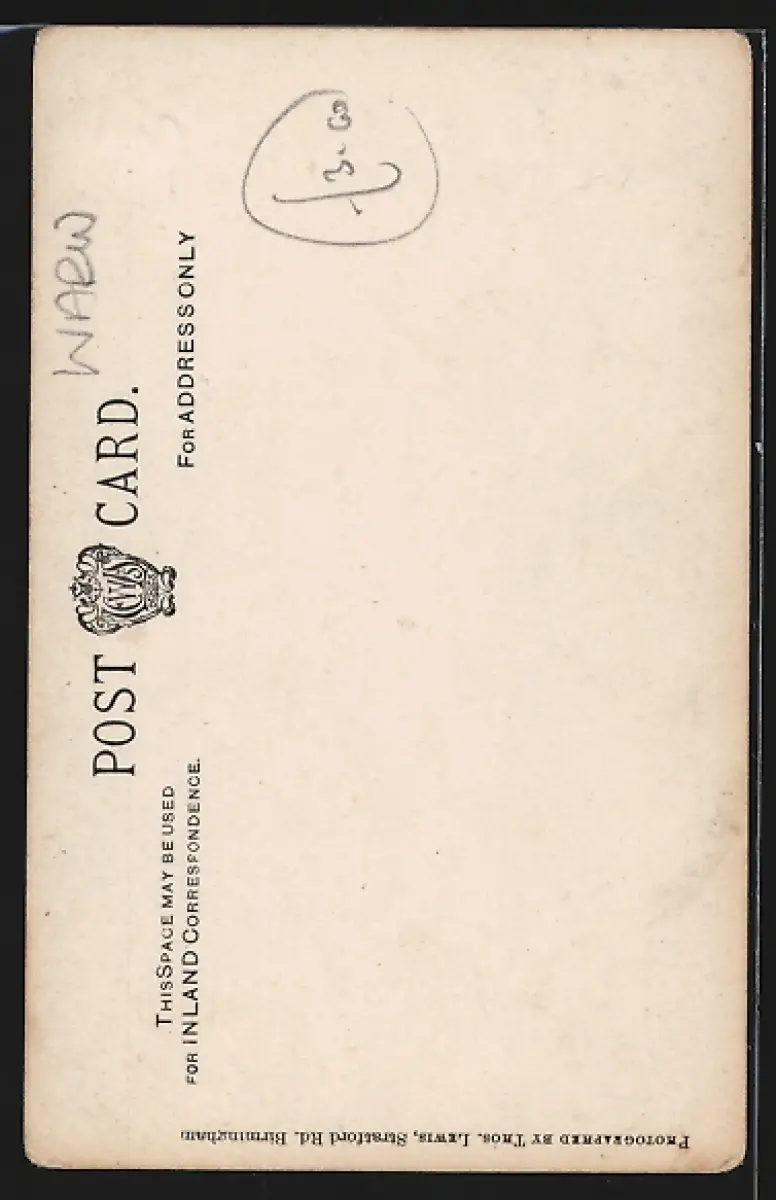 WARW
POST CARD.
THIS SPACE MAY BE USED
FOR INLAND CORRESPONDENCE.
FOR ADDRESS ONLY
PHOTOGRAPHED BY THOS. LEWIS, Stratford Rd. Birmingham